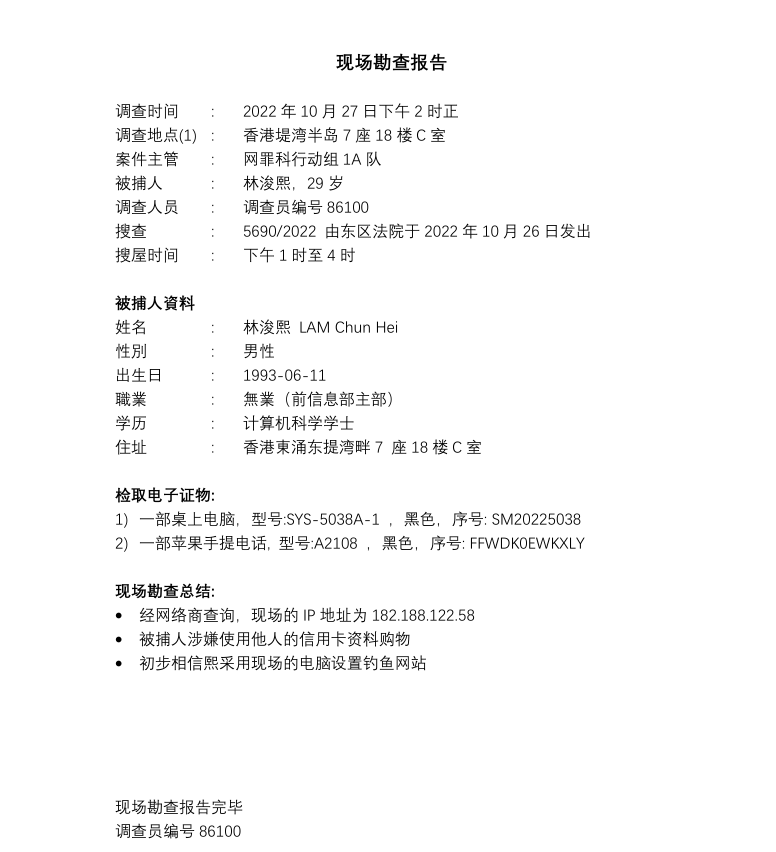 现场勘查报告
调查时间 : 2022 年 10 月 27 日下午 2 时正
调查地点(1) : 香港堤湾半岛 7 座 18 楼 C 室
案件主管 : 网罪科行动组 1A 队
被捕人 : 林浚熙，29 岁
调查人员 : 调查员编号 86100
搜查 : 5690/2022 由东区法院于 2022 年 10 月 26 日发出
搜屋时间 : 下午 1 时至 4 时
被捕人資料
姓名 : 林浚熙 LAM Chun Hei
性別 : 男性
出生日 : 1993-06-11
職業 : 無業（前信息部主部）
学历 : 计算机科学学士
住址 : 香港東涌东提湾畔 7 座 18 楼 C 室
检取电子证物:
1) 一部桌上电脑，型号:SYS-5038A-1 ，黑色，序号: SM20225038
2) 一部苹果手提电话, 型号:A2108 ，黑色，序号: FFWDK0EWKXLY
现场勘查总结:
• 经网络商查询，现场的 IP 地址为 182.188.122.58
• 被捕人涉嫌使用他人的信用卡资料购物
• 初步相信熙采用现场的电脑设置钓鱼网站
现场勘查报告完毕
调查员编号 86100